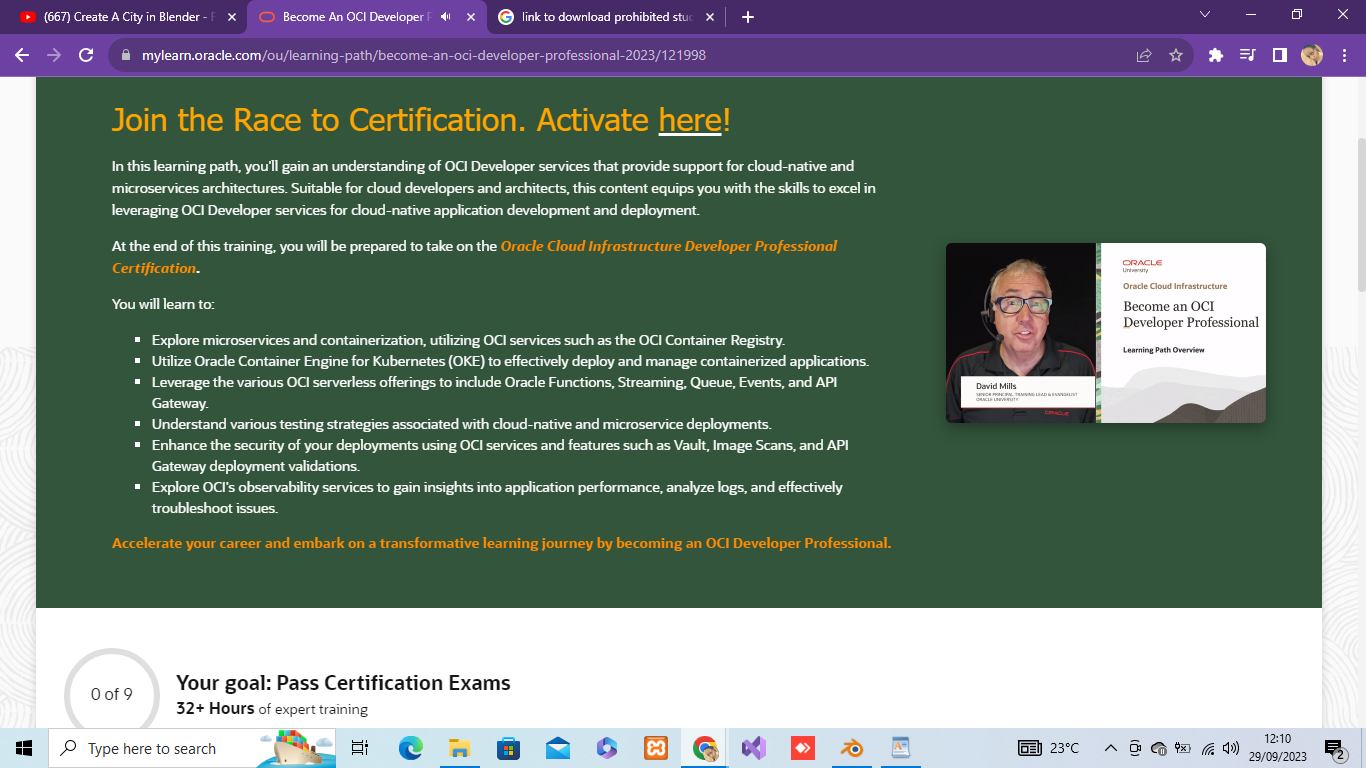 (667) Create A City in Blender -
Become An OCI Developer
link to download prohibited stu
mylearn.oracle.com/ou/learning-path/become-an-oci-developer-professional-2023/121998
Join the Race to Certification. Activate here!
In this learning path, you'll gain an understanding of OCI Developer services that provide support for cloud-native and
microservices architectures. Suitable for cloud developers and architects, this content equips you with the skills to excel in
leveraging OCI Developer services for cloud-native application development and deployment.
At the end of this training, you will be prepared to take on the Oracle Cloud Infrastructure Developer Professional
Certification.
You will learn to:
Explore microservices and containerization, utilizing OCI services such as the OCI Container Registry.
Utilize Oracle Container Engine for Kubernetes (OKE) to effectively deploy and manage containerized applications.
Leverage the various OCI serverless offerings to include Oracle Functions, Streaming, Queue, Events, and API
Gateway.
Understand various testing strategies associated with cloud-native and microservice deployments.
Enhance the security of your deployments using OCI services and features such as Vault, Image Scans, and API
Gateway deployment validations.
Explore OCI's observability services to gain insights into application performance, analyze logs, and effectively
troubleshoot issues.
Accelerate your career and embark on a transformative learning journey by becoming an OCI Developer Professional.
ORACLE
University
Oracle Cloud Infrastructure
Become an OCI
Developer Professional
Learning Path Overview
David Mills
SENIOR PRINCIPAL TRAINING LEAD & EVANGELIST
ORACLE UNIVERSITY
ORACLE
0 of 9
Your goal: Pass Certification Exams
32+ Hours of expert training
Type here to search
23°C
12:10
29/09/2023
2